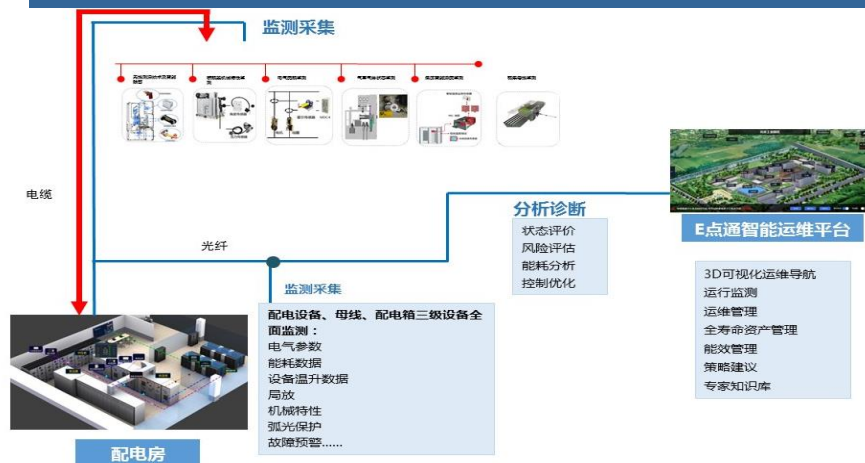 监测采集
电缆
光纤
分析诊断
状态评价
风险评估
能耗分析
控制优化
E点通智能运维平台
3D可视化运维导航
运行监测
运维管理
全寿命资产管理
能效管理
策略建议
专家知识库
监测采集
配电设备、母线、配电箱三级设备全
面监测：
电气参数
能耗数据
设备温升数据
局放
机械特性
弧光保护
故障预警......
配电房